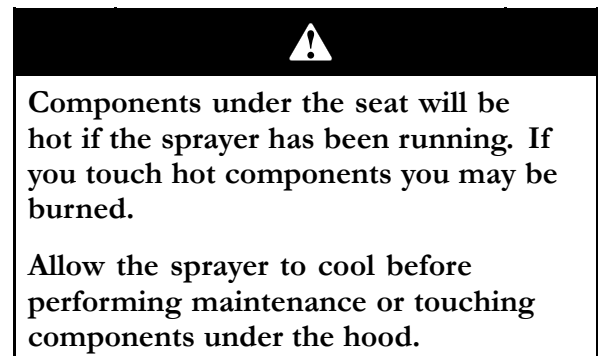 Components under the seat will be
hot if the sprayer has been running. If
you touch hot components you may be
burned.
Allow the sprayer to cool before
performing maintenance or touching
components under the hood.